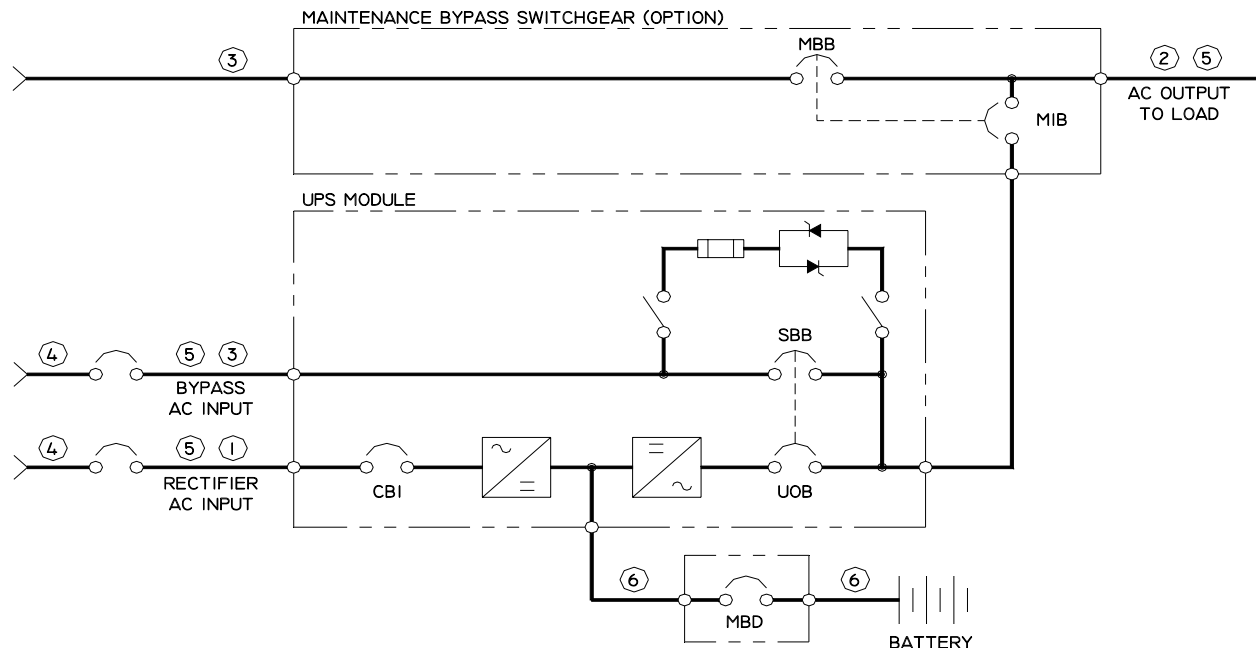 MAINTENANCE BYPASS SWITCHGEAR (OPTION)
MBB
3
2 5
AC OUTPUT
TO LOAD
MIB
UPS MODULE
SBB
4
5 3
BYPASS
AC INPUT
4
5 1
RECTIFIER
AC INPUT
CB1
UOB
6
6
MBD
BATTERY